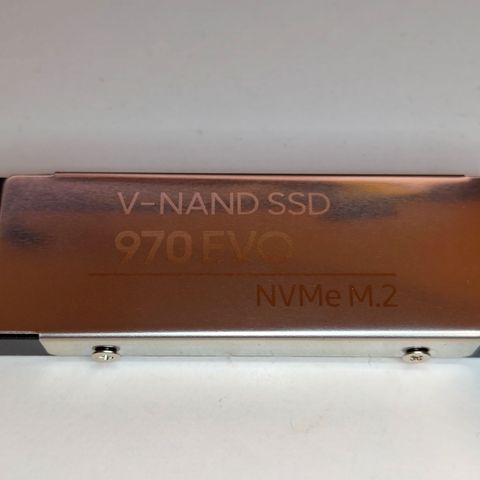 V-NAND SSD
970 EVO
NVMe M.2